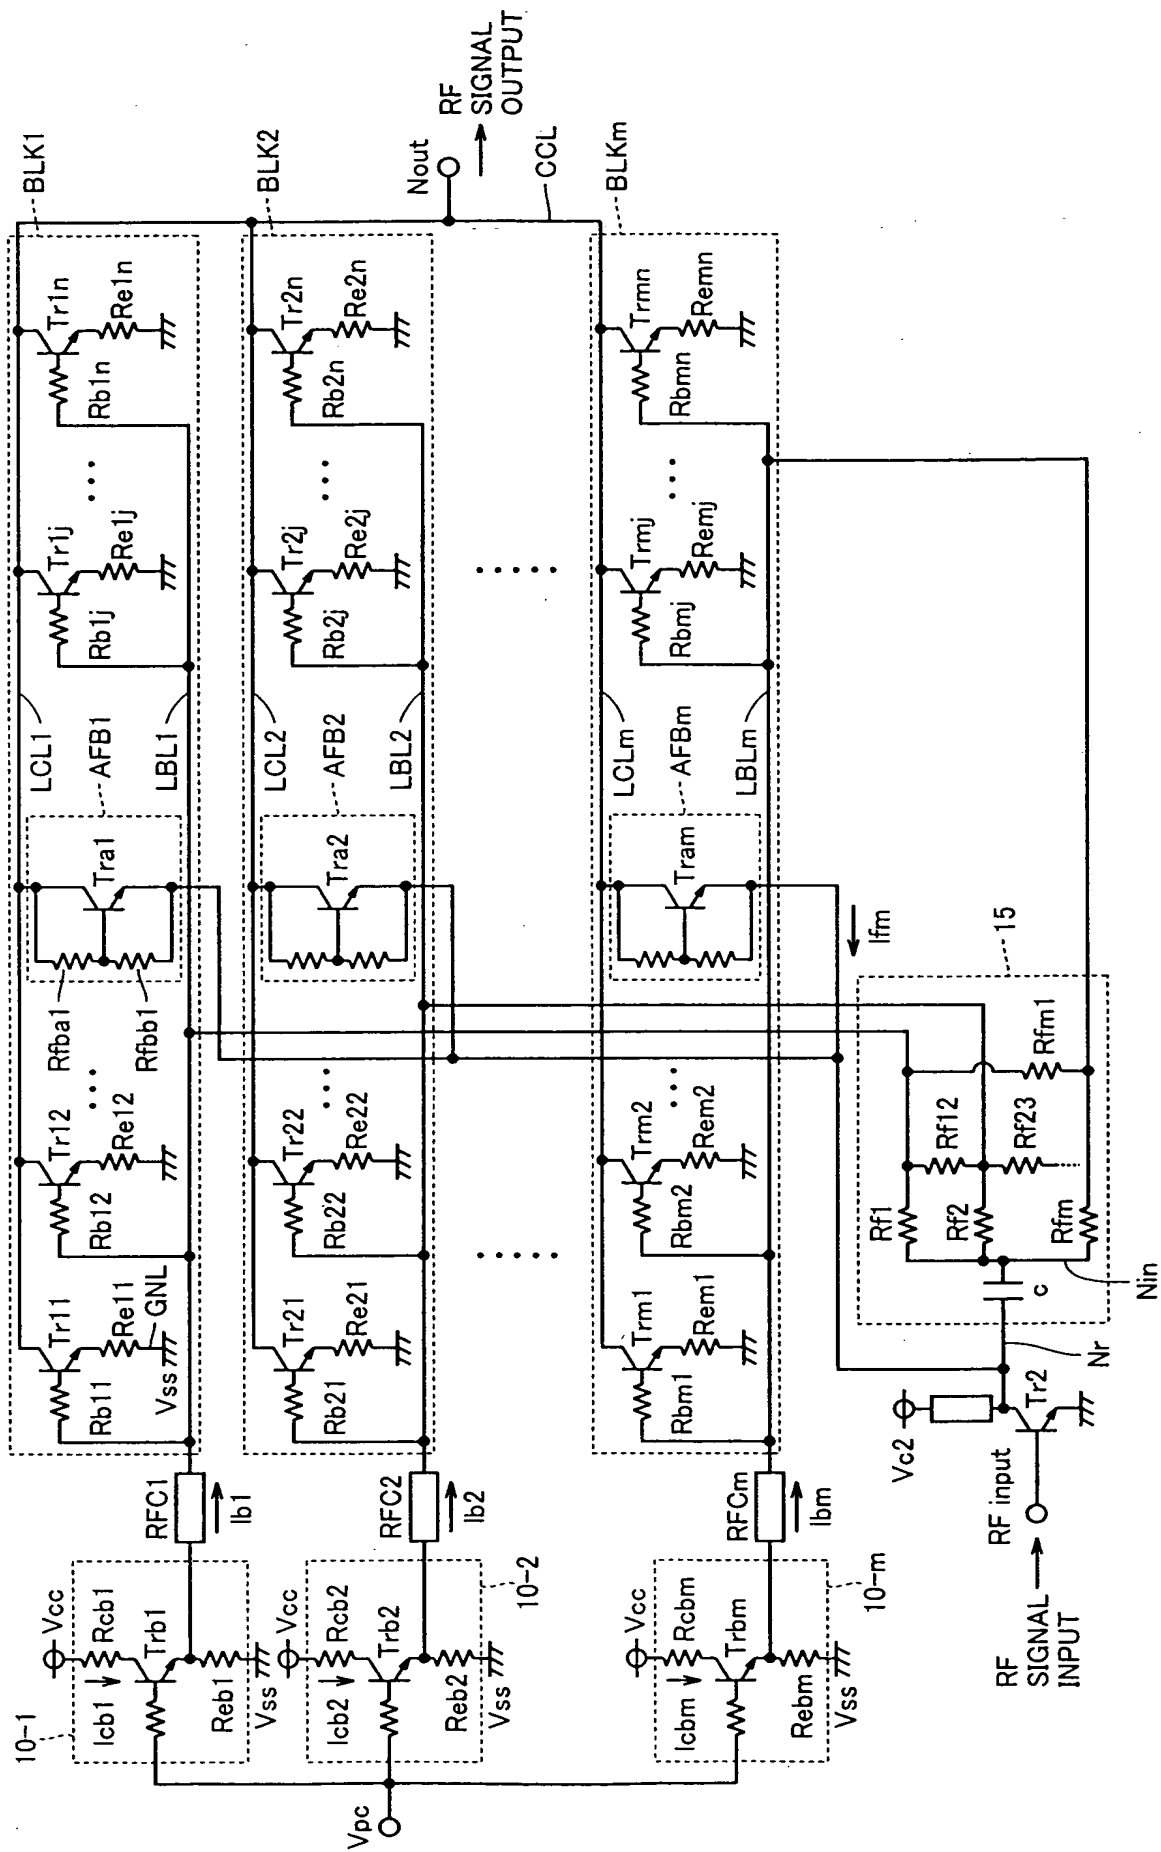 RF
SIGNAL
OUTPUT
Nout
CCL
BLK1
Tr11
Rb11
Re11
GNL
Vss
Tr12
Rb12
Re12
Rfba1
Rfbb1
Tra1
AFB1
LCL1
LBL1
Tr1j
Rb1j
Re1j
Tr1n
Rb1n
Re1n
BLK2
Tr21
Rb21
Re21
Tr22
Rb22
Re22
Tra2
AFB2
LCL2
LBL2
Tr2j
Rb2j
Re2j
Tr2n
Rb2n
Re2n
BLKm
Trm1
Rbm1
Rem1
Trm2
Rbm2
Rem2
Tram
AFBm
LCLm
LBLm
Trmj
Rbmj
Remj
Trmn
Rbmn
Remn
10-1
Vcc
Rcb1
Icb1
Trb1
Reb1
Vss
RFC1
Ib1
10-2
Vcc
Rcb2
Icb2
Trb2
Reb2
Vss
RFC2
Ib2
10-m
Vcc
Rcbm
Icbm
Trbm
Rebm
Vss
RFCm
Ibm
Vpc
Ifm
15
Rf1
Rf12
Rf2
Rf23
Rfm1
Rfm
c
Nin
Nr
Vc2
Tr2
RF input
RF
SIGNAL
INPUT